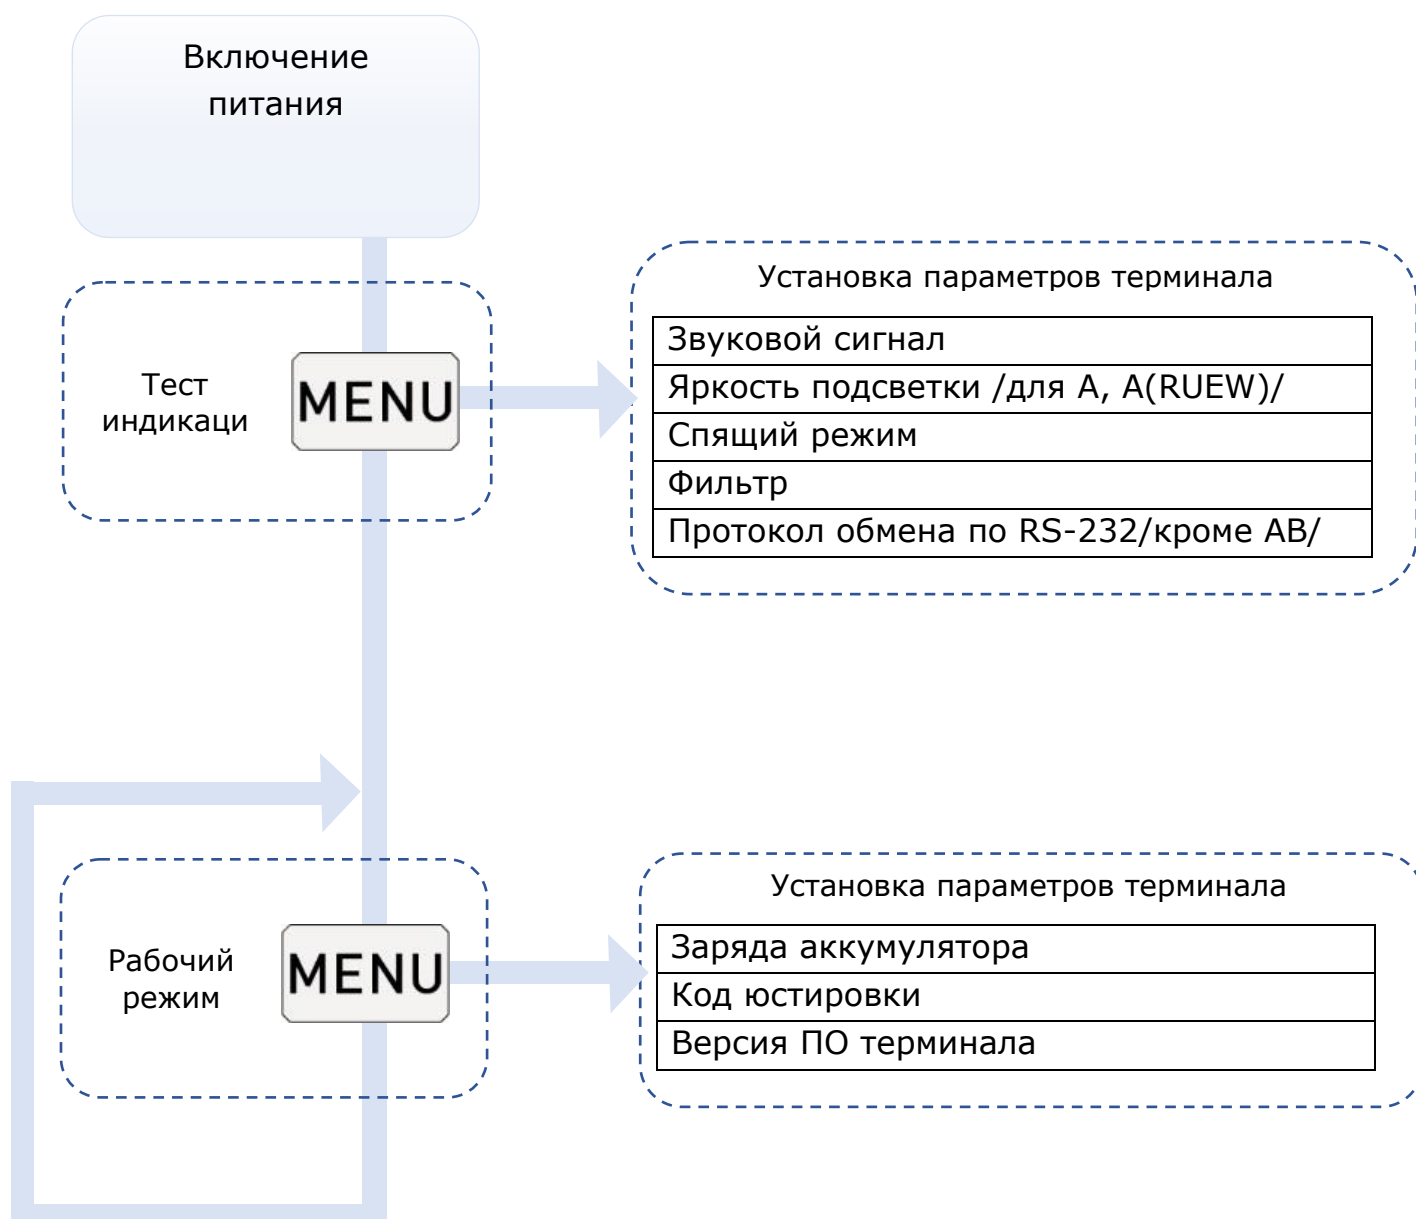 Включение
питания
Установка параметров терминала
Звуковой сигнал
Яркость подсветки /для A, A(RUEW)/
Спящий режим
Фильтр
Протокол обмена по RS-232/кроме AB/
Тест
индикаци
MENU
Установка параметров терминала
Заряда аккумулятора
Код юстировки
Версия ПО терминала
Рабочий
режим
MENU